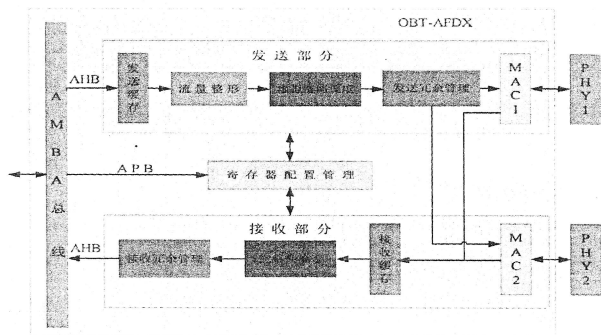 OBT-AFDX
发送部分
AHB
发送缓存
流量整形
发送冗余管理
MAC1
PHY1
AMBA总线
APB
寄存器配置管理
接收部分
AHB
接收冗余管理
接收缓存
MAC2
PHY2